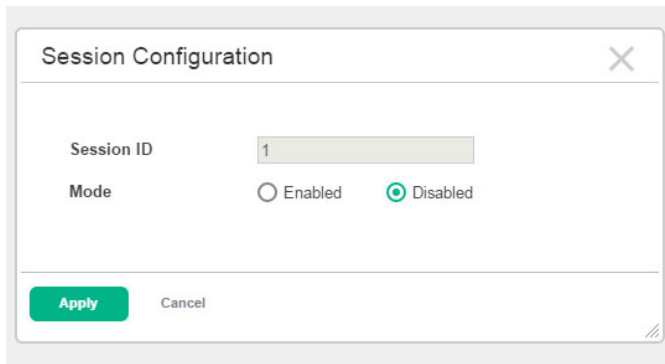 Session Configuration
Session ID 1
Mode Enabled Disabled
Apply Cancel